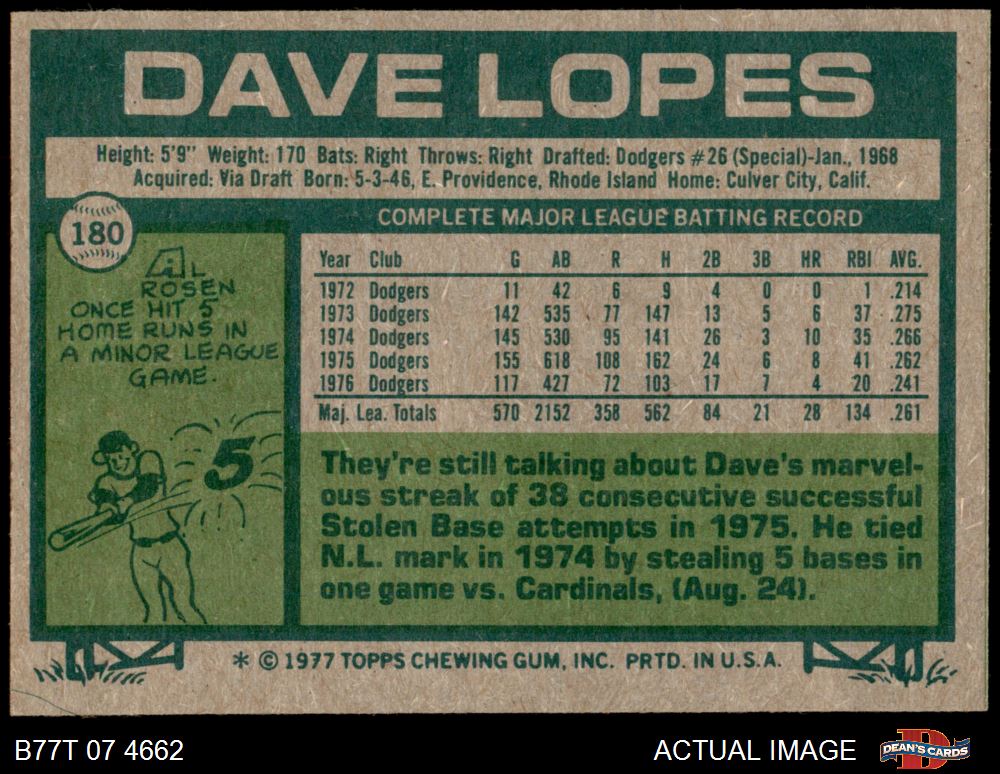 DAVE LOPES
Height: 5'9" Weight: 170 Bats: Right Throws: Right Drafted: Dodgers #26 (Special)-Jan., 1968
Acquired: Via Draft Born: 5-3-46, E. Providence, Rhode Island Home: Culver City, Calif.
180
COMPLETE MAJOR LEAGUE BATTING RECORD
Year Club G AB R H 2B 3B HR RBI AVG.
1972 Dodgers 11 42 6 9 4 0 0 1 .214
1973 Dodgers 142 535 77 147 13 5 6 37 .275
1974 Dodgers 145 530 95 141 26 3 10 35 .266
1975 Dodgers 155 618 108 162 24 6 8 41 .262
1976 Dodgers 117 427 72 103 17 7 4 20 .241
Maj. Lea. Totals 570 2152 358 562 84 21 28 134 .261
AL
ROSEN
ONCE HIT 5
HOME RUNS IN
A MINOR LEAGUE
GAME.
5
They're still talking about Dave's marvel-
ous streak of 38 consecutive successful
Stolen Base attempts in 1975. He tied
N.L. mark in 1974 by stealing 5 bases in
one game vs. Cardinals, (Aug. 24).
* © 1977 TOPPS CHEWING GUM, INC. PRTD. IN U.S.A.
B77T 07 4662
ACTUAL IMAGE
DEAN'S CARDS